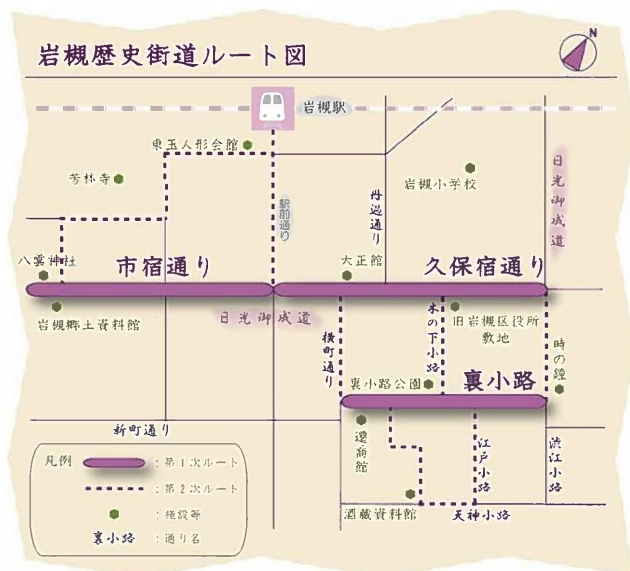 岩槻歴史街道ルート図
N
岩槻駅
東玉人形会館
芳林寺
岩槻小学校
日光御成道
駅前通り
丹過通り
八雲神社
市宿通り
大正館
久保宿通り
岩槻郷土資料館
日光御成道
横町通り
木の下小路
旧岩槻区役所
敷地
時の鐘
裏小路公園
裏小路
新町通り
遷喬館
江戸小路
渋江小路
酒蔵資料館
天神小路
凡例
：第1次ルート
：第2次ルート
：施設等
裏小路 ：通り名